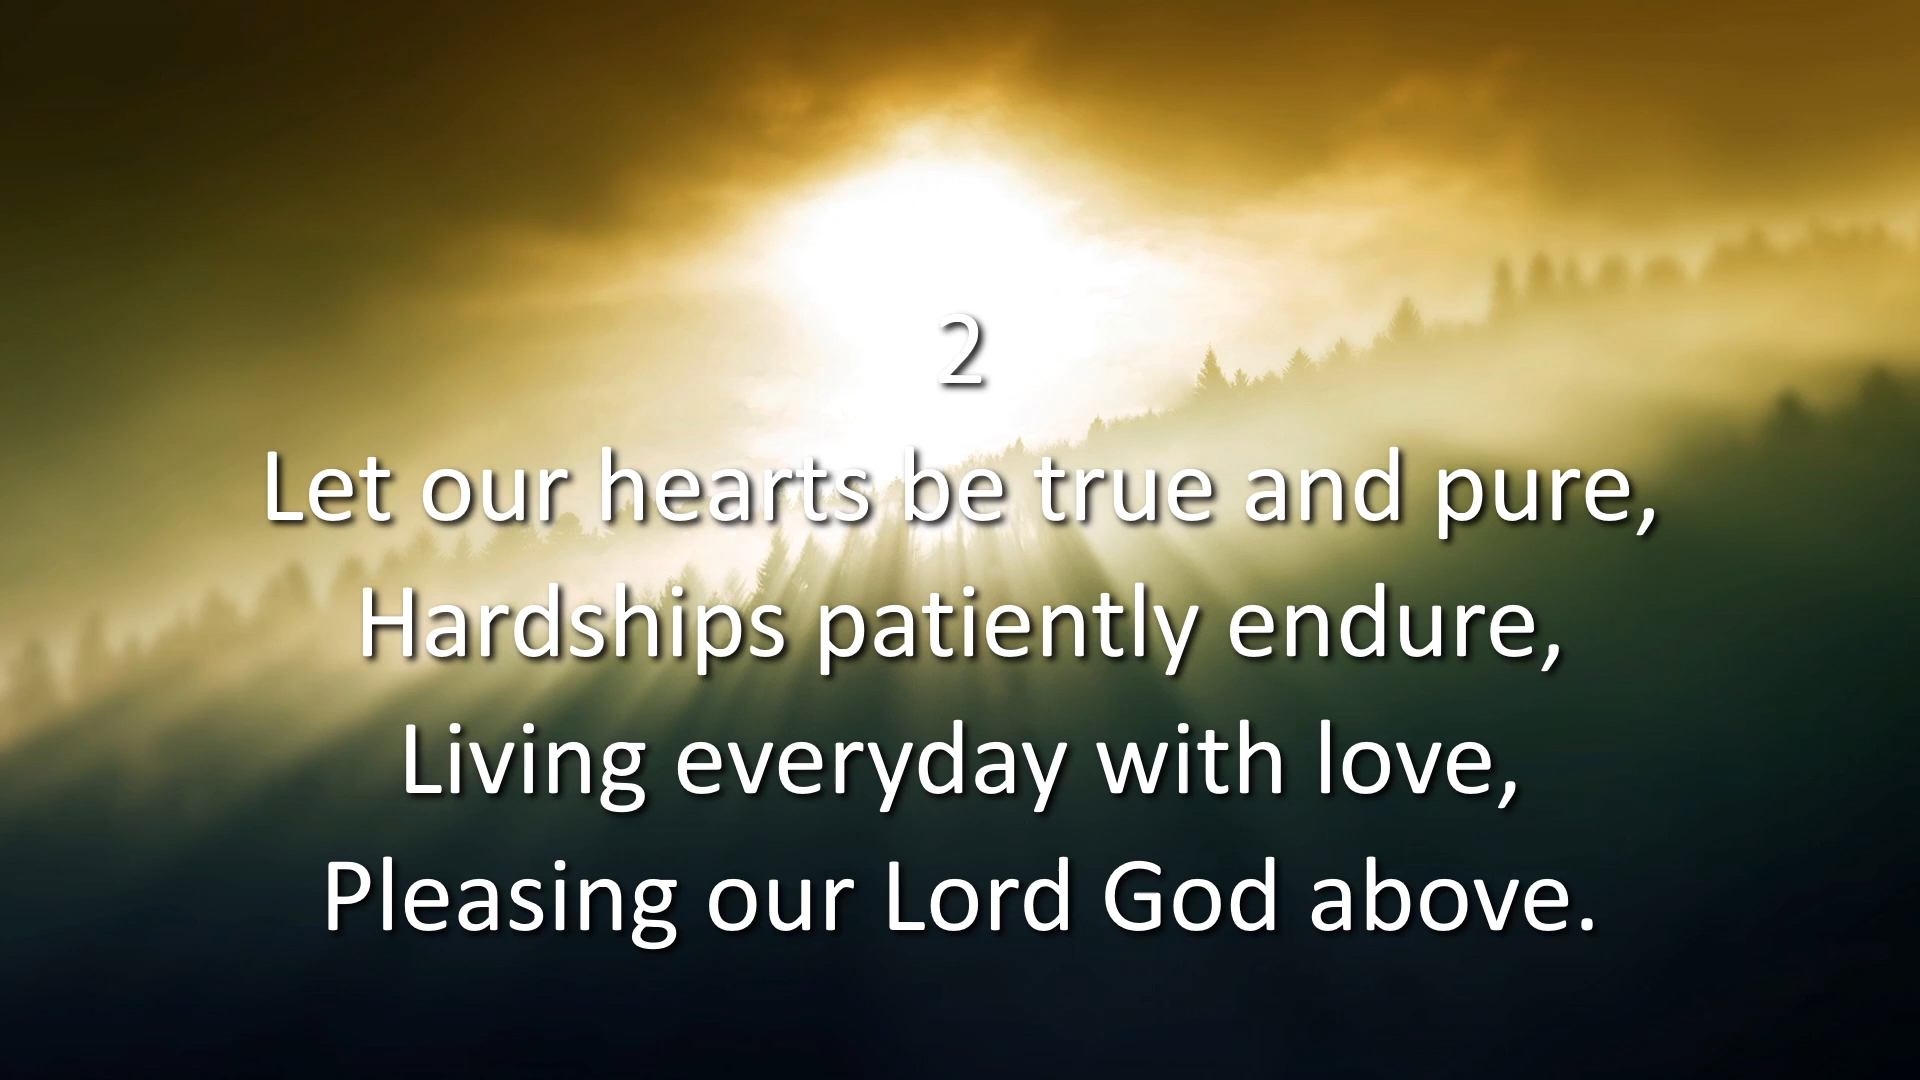 2
Let our hearts be true and pure,
Hardships patiently endure,
Living everyday with love,
Pleasing our Lord God above.